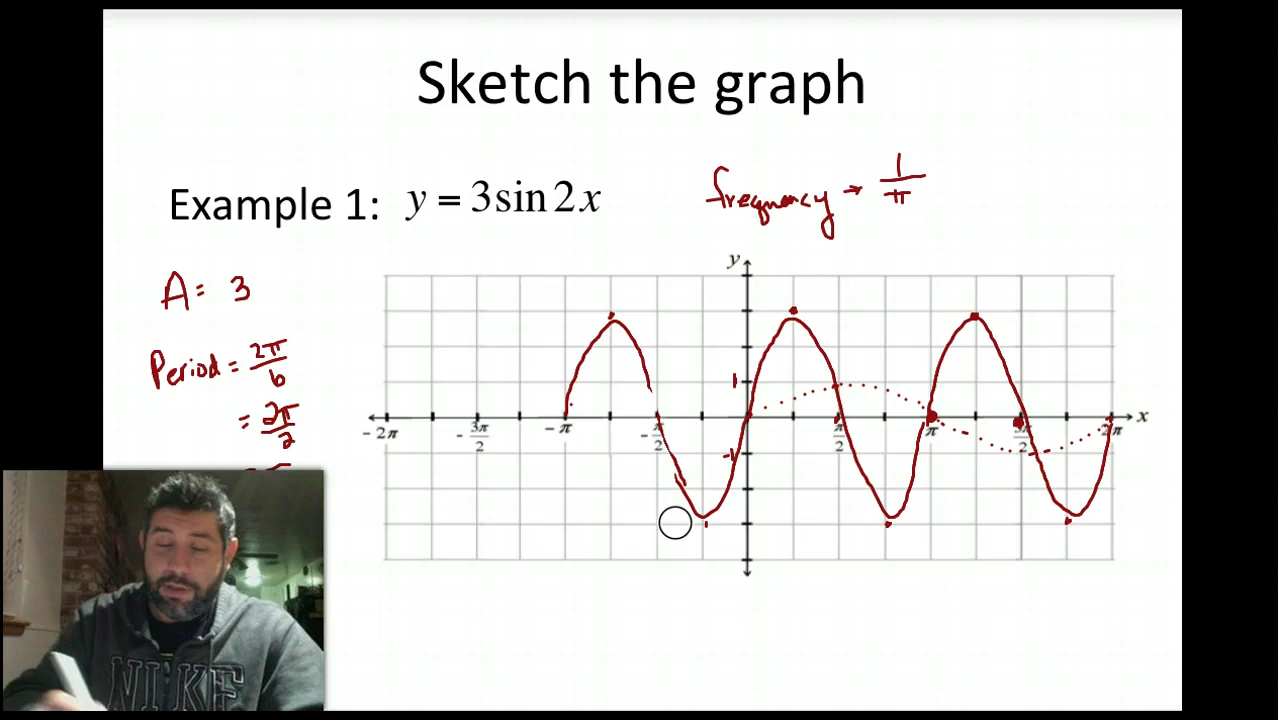 Sketch the graph
Example 1: y = 3 sin 2x
frequency → 1/π
A = 3
Period = 2π/b
= 2π/2
y
1
-1
-2π -3π/2 -π -π/2 π/2 π 3π/2 2π x
NIKE